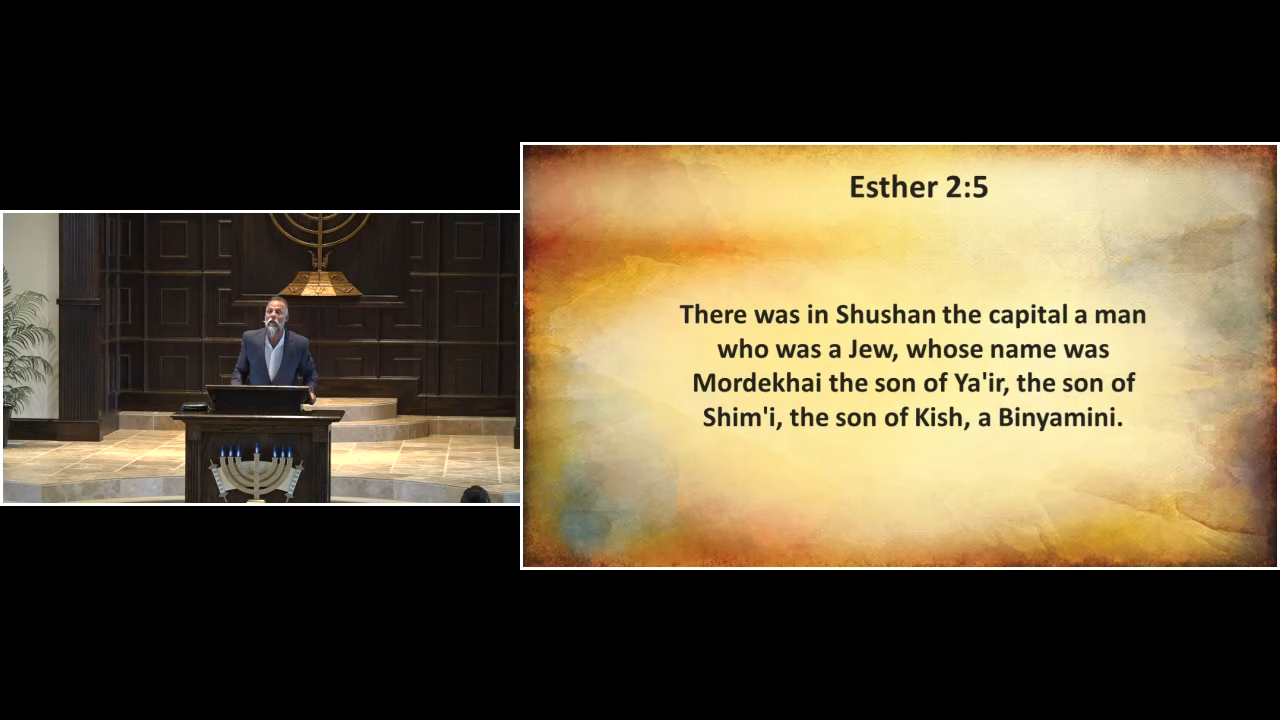 Esther 2:5
There was in Shushan the capital a man
who was a Jew, whose name was
Mordekhai the son of Ya'ir, the son of
Shim'i, the son of Kish, a Binyamini.